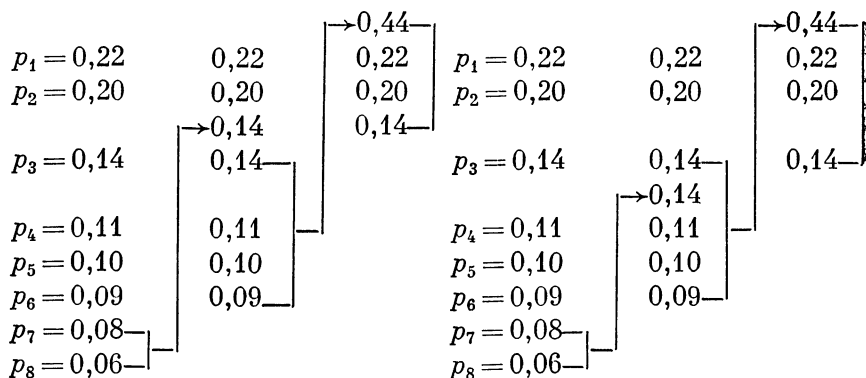 →0,44 →0,44
p₁ = 0,22 0,22 0,22 p₁ = 0,22 0,22 0,22
p₂ = 0,20 0,20 0,20 p₂ = 0,20 0,20 0,20
→0,14 0,14
p₃ = 0,14 0,14 p₃ = 0,14 0,14 0,14
→0,14
p₄ = 0,11 0,11 p₄ = 0,11 0,11
p₅ = 0,10 0,10 p₅ = 0,10 0,10
p₆ = 0,09 0,09 p₆ = 0,09 0,09
p₇ = 0,08 p₇ = 0,08
p₈ = 0,06 p₈ = 0,06